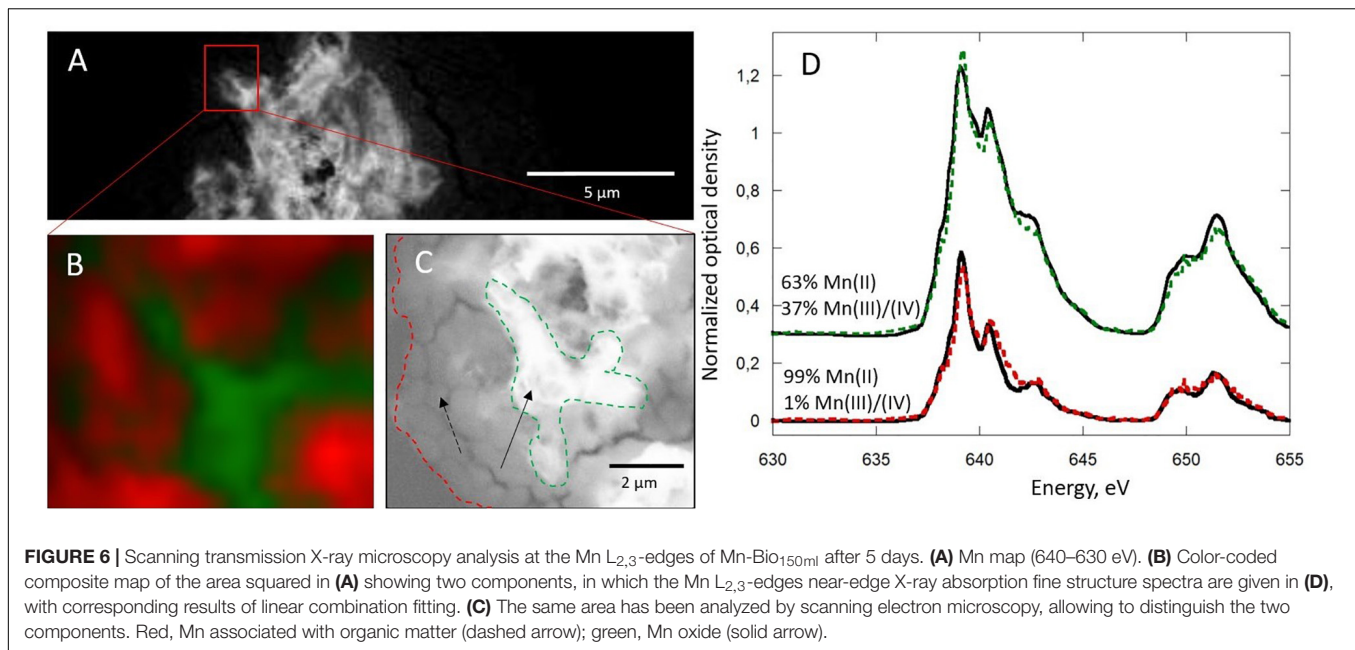 A
5 µm
B
C
2 µm
D
Normalized optical density
1,2
1
0,8
0,6
0,4
0,2
0
63% Mn(II)
37% Mn(III)/(IV)
99% Mn(II)
1% Mn(III)/(IV)
630 635 640 645 650 655
Energy, eV
FIGURE 6 | Scanning transmission X-ray microscopy analysis at the Mn L2,3-edges of Mn-Bio150ml after 5 days. (A) Mn map (640–630 eV). (B) Color-coded
composite map of the area squared in (A) showing two components, in which the Mn L2,3-edges near-edge X-ray absorption fine structure spectra are given in (D),
with corresponding results of linear combination fitting. (C) The same area has been analyzed by scanning electron microscopy, allowing to distinguish the two
components. Red, Mn associated with organic matter (dashed arrow); green, Mn oxide (solid arrow).